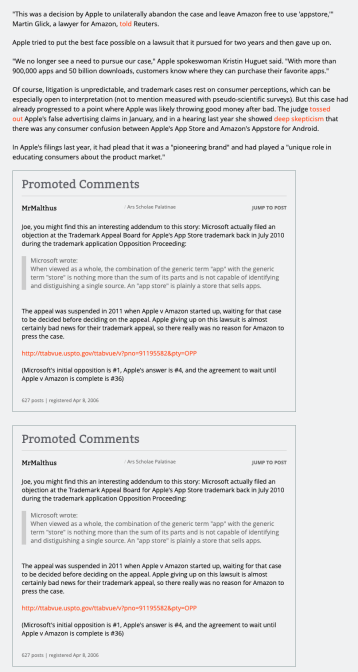 "This was a decision by Apple to unilaterally abandon the case and leave Amazon free to use 'appstore,'"
Martin Glick, a lawyer for Amazon, told Reuters.
Apple tried to put the best face possible on a lawsuit that it pursued for two years and then gave up on.
"We no longer see a need to pursue our case," Apple spokeswoman Kristin Huguet said. "With more than
900,000 apps and 50 billion downloads, customers know where they can purchase their favorite apps."
Of course, litigation is unpredictable, and trademark cases rest on consumer perceptions, which can be
especially open to interpretation (not to mention measured with pseudo-scientific surveys). But this case had
already progressed to a point where Apple was likely throwing good money after bad. The judge tossed
out Apple's false advertising claims in January, and in a hearing last year she showed deep skepticism that
there was any consumer confusion between Apple's App Store and Amazon's Appstore for Android.
In Apple's filings last year, it had plead that it was a "pioneering brand" and had played a "unique role in
educating consumers about the product market."
Promoted Comments
MrMalthus Ars Scholae Palatinae JUMP TO POST
Joe, you might find this an interesting addendum to this story: Microsoft actually filed an
objection at the Trademark Appeal Board for Apple's App Store trademark back in July 2010
during the trademark application Opposition Proceeding:
Microsoft wrote:
When viewed as a whole, the combination of the generic term "app" with the generic
term "store" is nothing more than the sum of its parts and is not capable of identifying
and distiguishing a single source. An "app store" is plainly a store that sells apps.
The appeal was suspended in 2011 when Apple v Amazon started up, waiting for that case
to be decided before deciding on the appeal. Apple giving up on this lawsuit is almost
certainly bad news for their trademark appeal, so there really was no reason for Amazon to
press the case.
http://ttabvue.uspto.gov/ttabvue/v?pno=91195582&pty=OPP
(Microsoft's initial opposition is #1, Apple's answer is #4, and the agreement to wait until
Apple v Amazon is complete is #36)
627 posts | registered Apr 8, 2006
Promoted Comments
MrMalthus Ars Scholae Palatinae JUMP TO POST
Joe, you might find this an interesting addendum to this story: Microsoft actually filed an
objection at the Trademark Appeal Board for Apple's App Store trademark back in July 2010
during the trademark application Opposition Proceeding:
Microsoft wrote:
When viewed as a whole, the combination of the generic term "app" with the generic
term "store" is nothing more than the sum of its parts and is not capable of identifying
and distiguishing a single source. An "app store" is plainly a store that sells apps.
The appeal was suspended in 2011 when Apple v Amazon started up, waiting for that case
to be decided before deciding on the appeal. Apple giving up on this lawsuit is almost
certainly bad news for their trademark appeal, so there really was no reason for Amazon to
press the case.
http://ttabvue.uspto.gov/ttabvue/v?pno=91195582&pty=OPP
(Microsoft's initial opposition is #1, Apple's answer is #4, and the agreement to wait until
Apple v Amazon is complete is #36)
627 posts | registered Apr 8, 2006